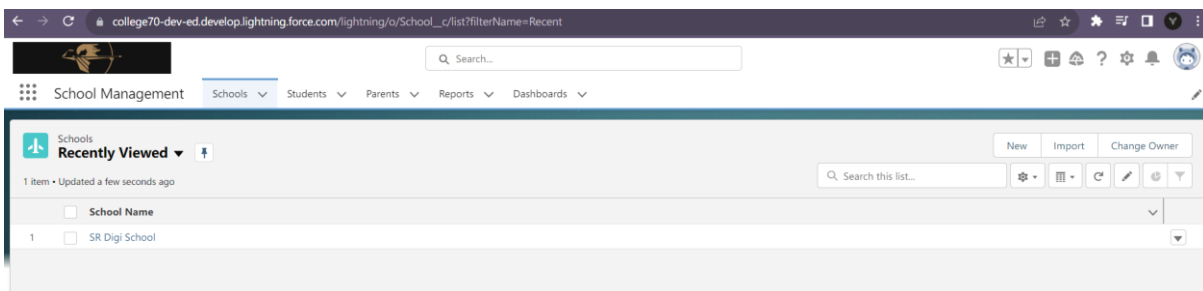 college70-dev-ed.develop.lightning.force.com/lightning/o/School__c/list?filterName=Recent
Y
Search...
School Management Schools Students Parents Reports Dashboards
Schools
Recently Viewed
New Import Change Owner
1 item • Updated a few seconds ago
Search this list...
School Name
1 SR Digi School